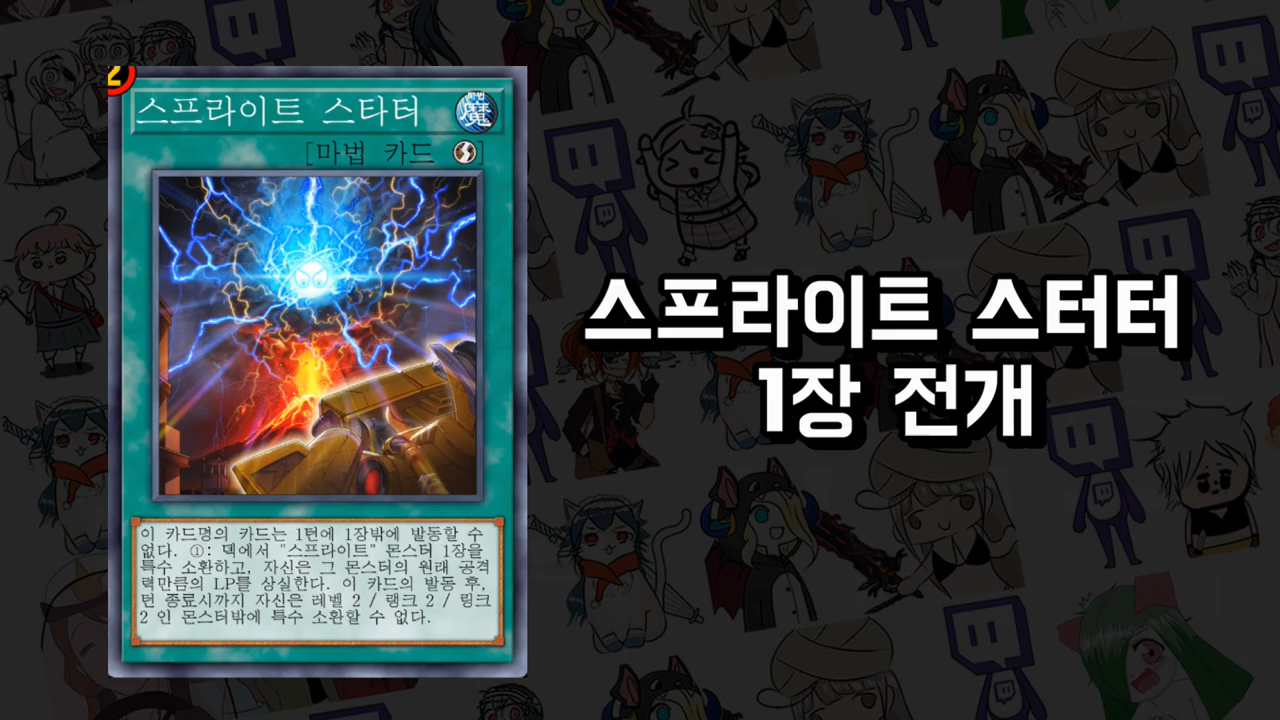 2
스프라이트 스타터
마법
魔
[마법 카드 ]
이 카드명의 카드는 1턴에 1장밖에 발동할 수
없다. ①: 덱에서 "스프라이트" 몬스터 1장을
특수 소환하고, 자신은 그 몬스터의 원래 공격
력만큼의 LP를 상실한다. 이 카드의 발동 후,
턴 종료시까지 자신은 레벨 2 / 랭크 2 / 링크
2 인 몬스터밖에 특수 소환할 수 없다.
스프라이트 스터터
1장 전개